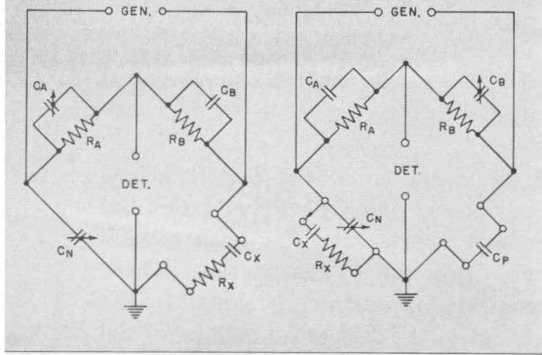 GEN.
CA
RA
CB
RB
DET.
CN
CX
RX
GEN.
CA
RA
CB
RB
DET.
CN
CX
RX
CP